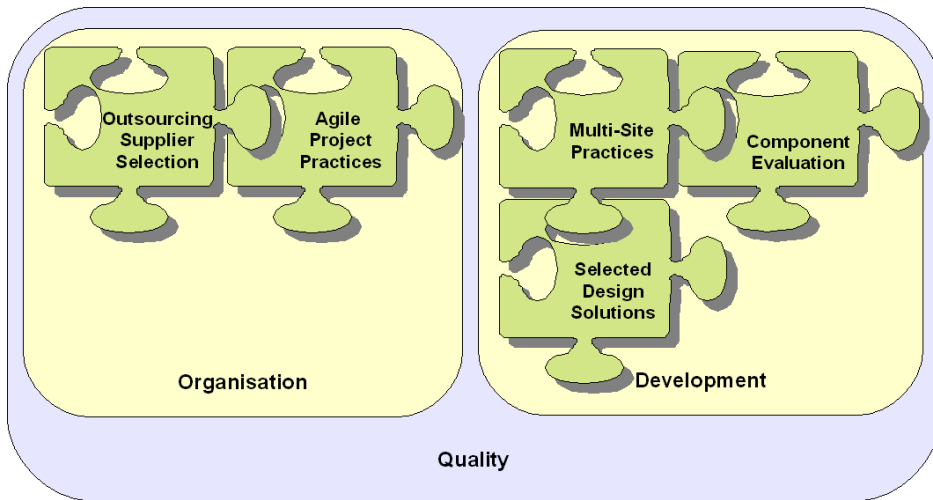 Outsourcing
Supplier
Selection
Agile
Project
Practices
Multi-Site
Practices
Component
Evaluation
Selected
Design
Solutions
Organisation
Development
Quality